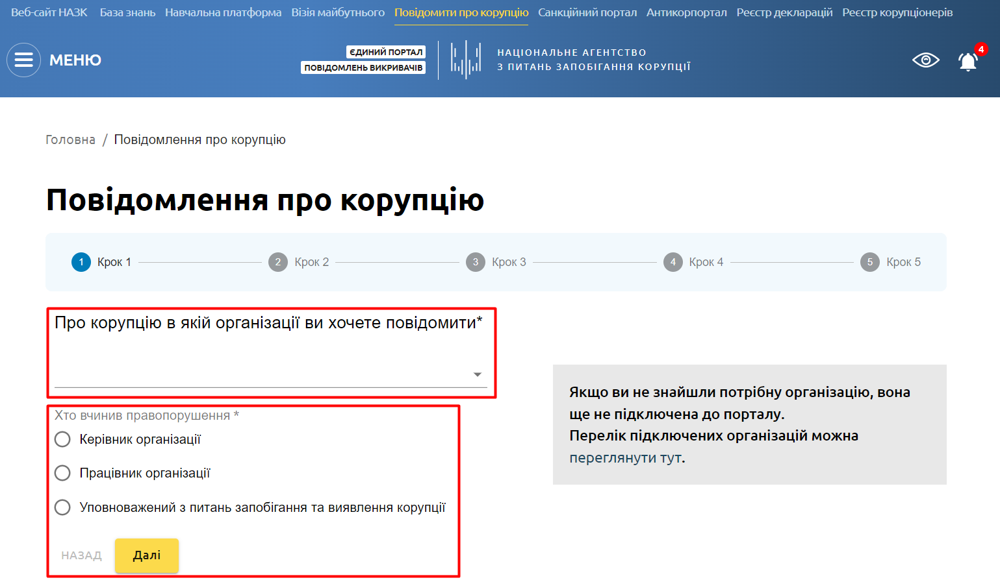 Веб-сайт НАЗК База знань Навчальна платформа Візія майбутнього Повідомити про корупцію Санкційний портал Антикорпортал Реєстр декларацій Реєстр корупціонерів
МЕНЮ
ЄДИНИЙ ПОРТАЛ
ПОВІДОМЛЕНЬ ВИКРИВАЧІВ
НАЦІОНАЛЬНЕ АГЕНТСТВО
З ПИТАНЬ ЗАПОБІГАННЯ КОРУПЦІЇ
4
Головна / Повідомлення про корупцію
Повідомлення про корупцію
1 Крок 1 2 Крок 2 3 Крок 3 4 Крок 4 5 Крок 5
Про корупцію в якій організації ви хочете повідомити*
Хто вчинив правопорушення *
Керівник організації
Працівник організації
Уповноважений з питань запобігання та виявлення корупції
НАЗАД Далі
Якщо ви не знайшли потрібну організацію, вона
ще не підключена до порталу.
Перелік підключених організацій можна
переглянути тут.